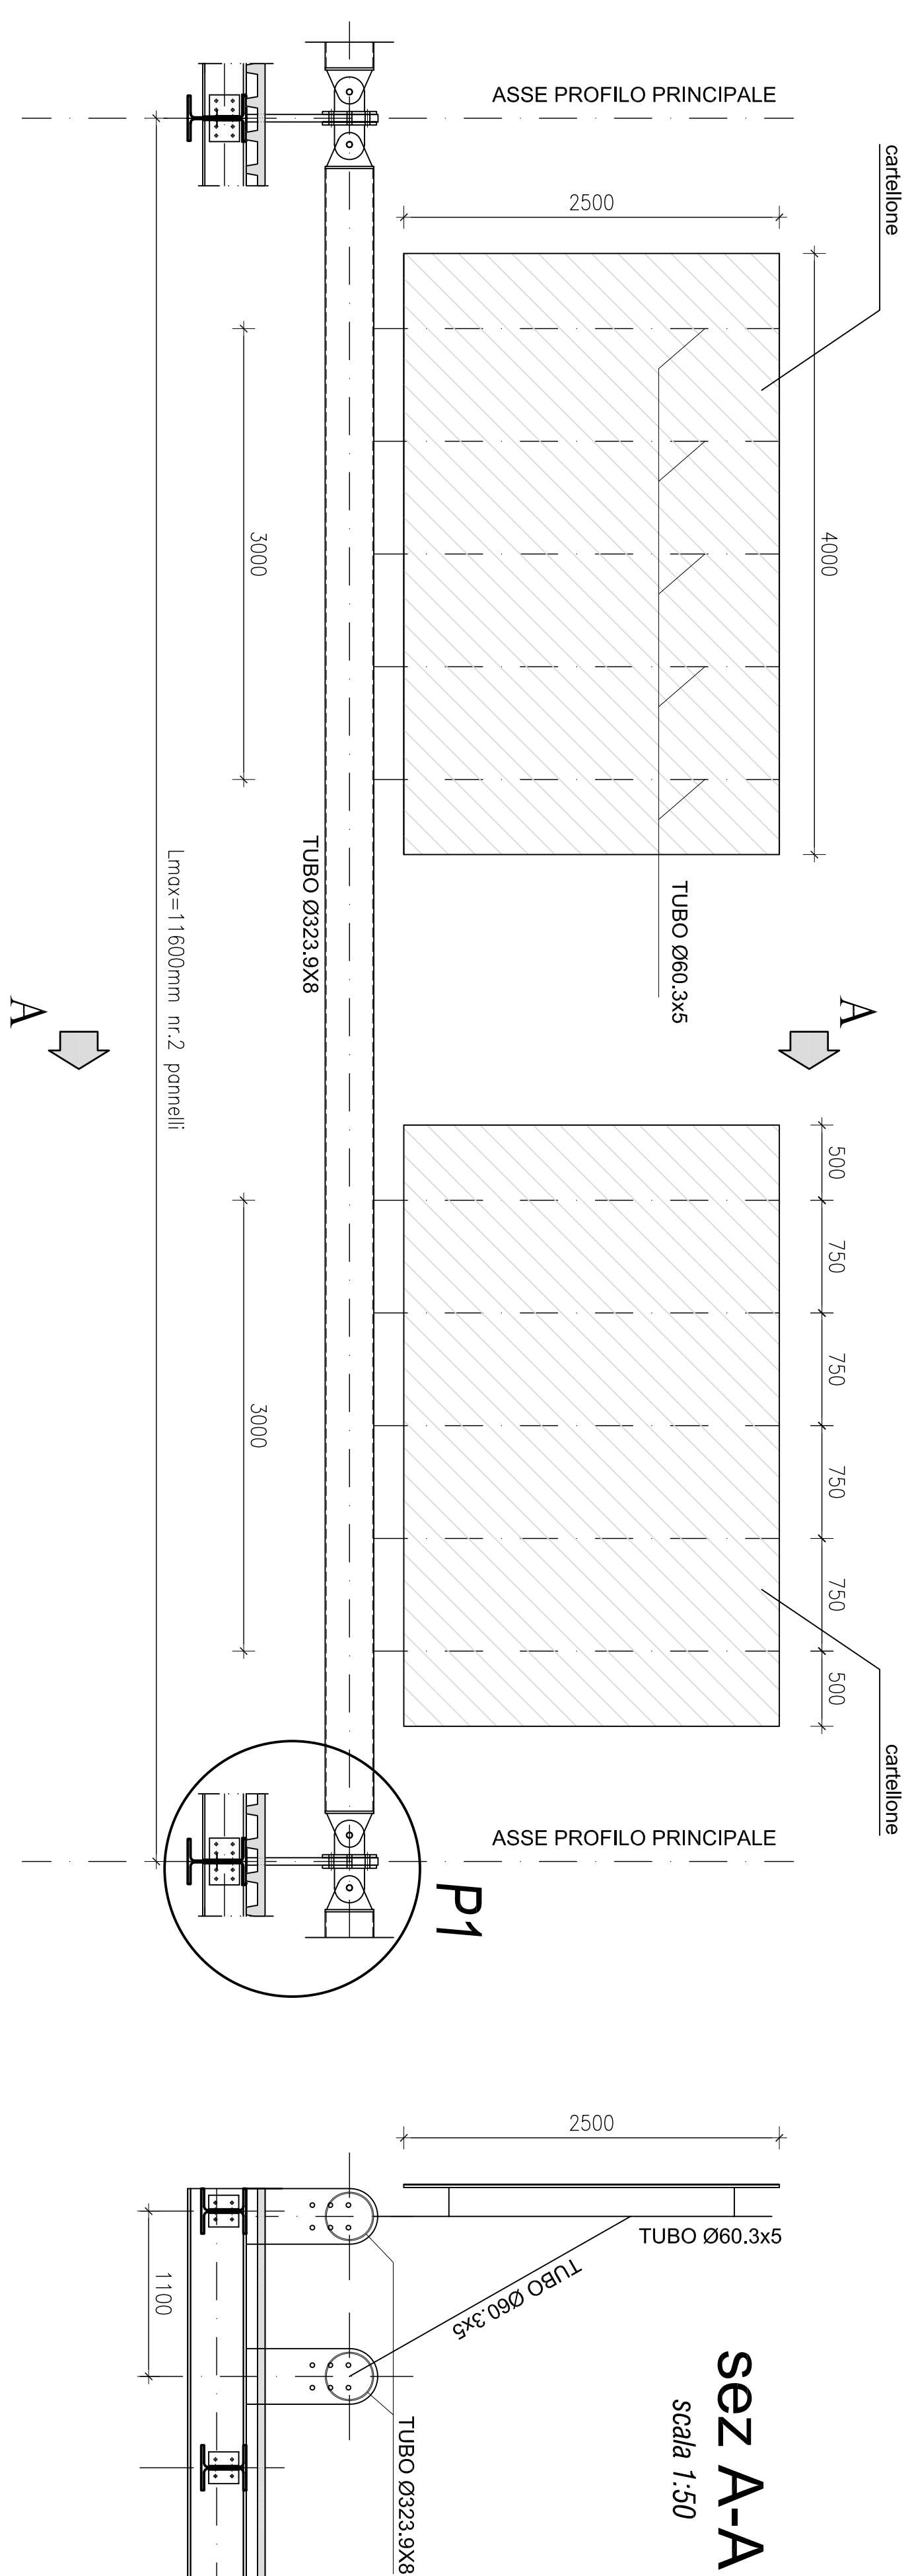 ASSE PROFILO PRINCIPALE
cartellone
2500
4000
3000
TUBO Ø323.9X8
TUBO Ø60.3x5
Lmax=11600mm nr.2 pannelli
A
A
500
750
750
750
750
500
3000
cartellone
ASSE PROFILO PRINCIPALE
P1
2500
TUBO Ø60.3x5
TUBO Ø60.3x5
1100
TUBO Ø323.9X8
sez A-A
scala 1:50